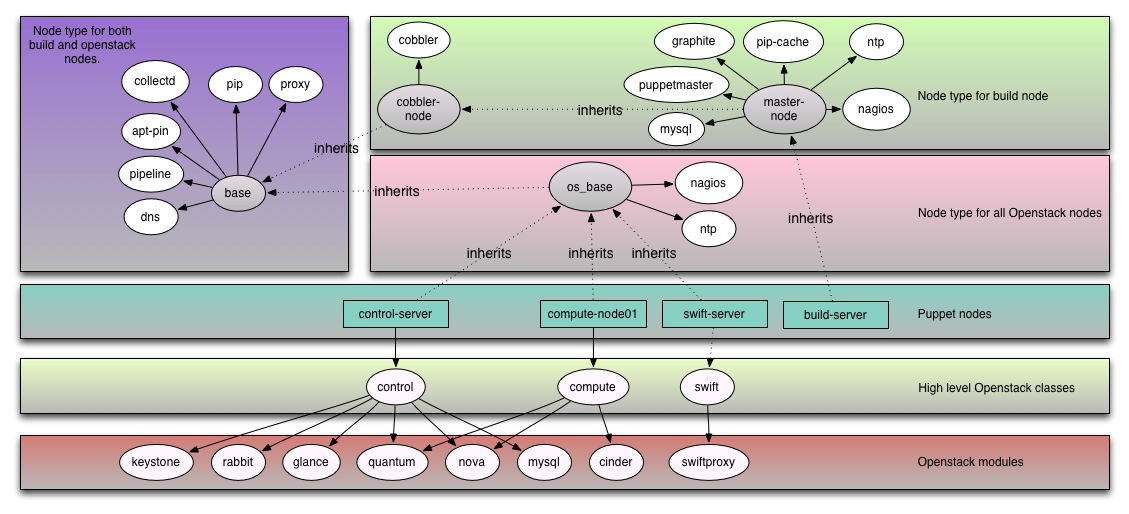 Node type for both
build and openstack
nodes.
collectd
pip
proxy
apt-pin
pipeline
base
dns
cobbler
graphite
pip-cache
ntp
puppetmaster
cobbler-
node
inherits
master-
node
nagios
mysql
Node type for build node
inherits
inherits
os_base
nagios
ntp
Node type for all Openstack nodes
inherits
inherits
inherits
inherits
control-server
compute-node01
swift-server
build-server
Puppet nodes
control
compute
swift
High level Openstack classes
keystone
rabbit
glance
quantum
nova
mysql
cinder
swiftproxy
Openstack modules